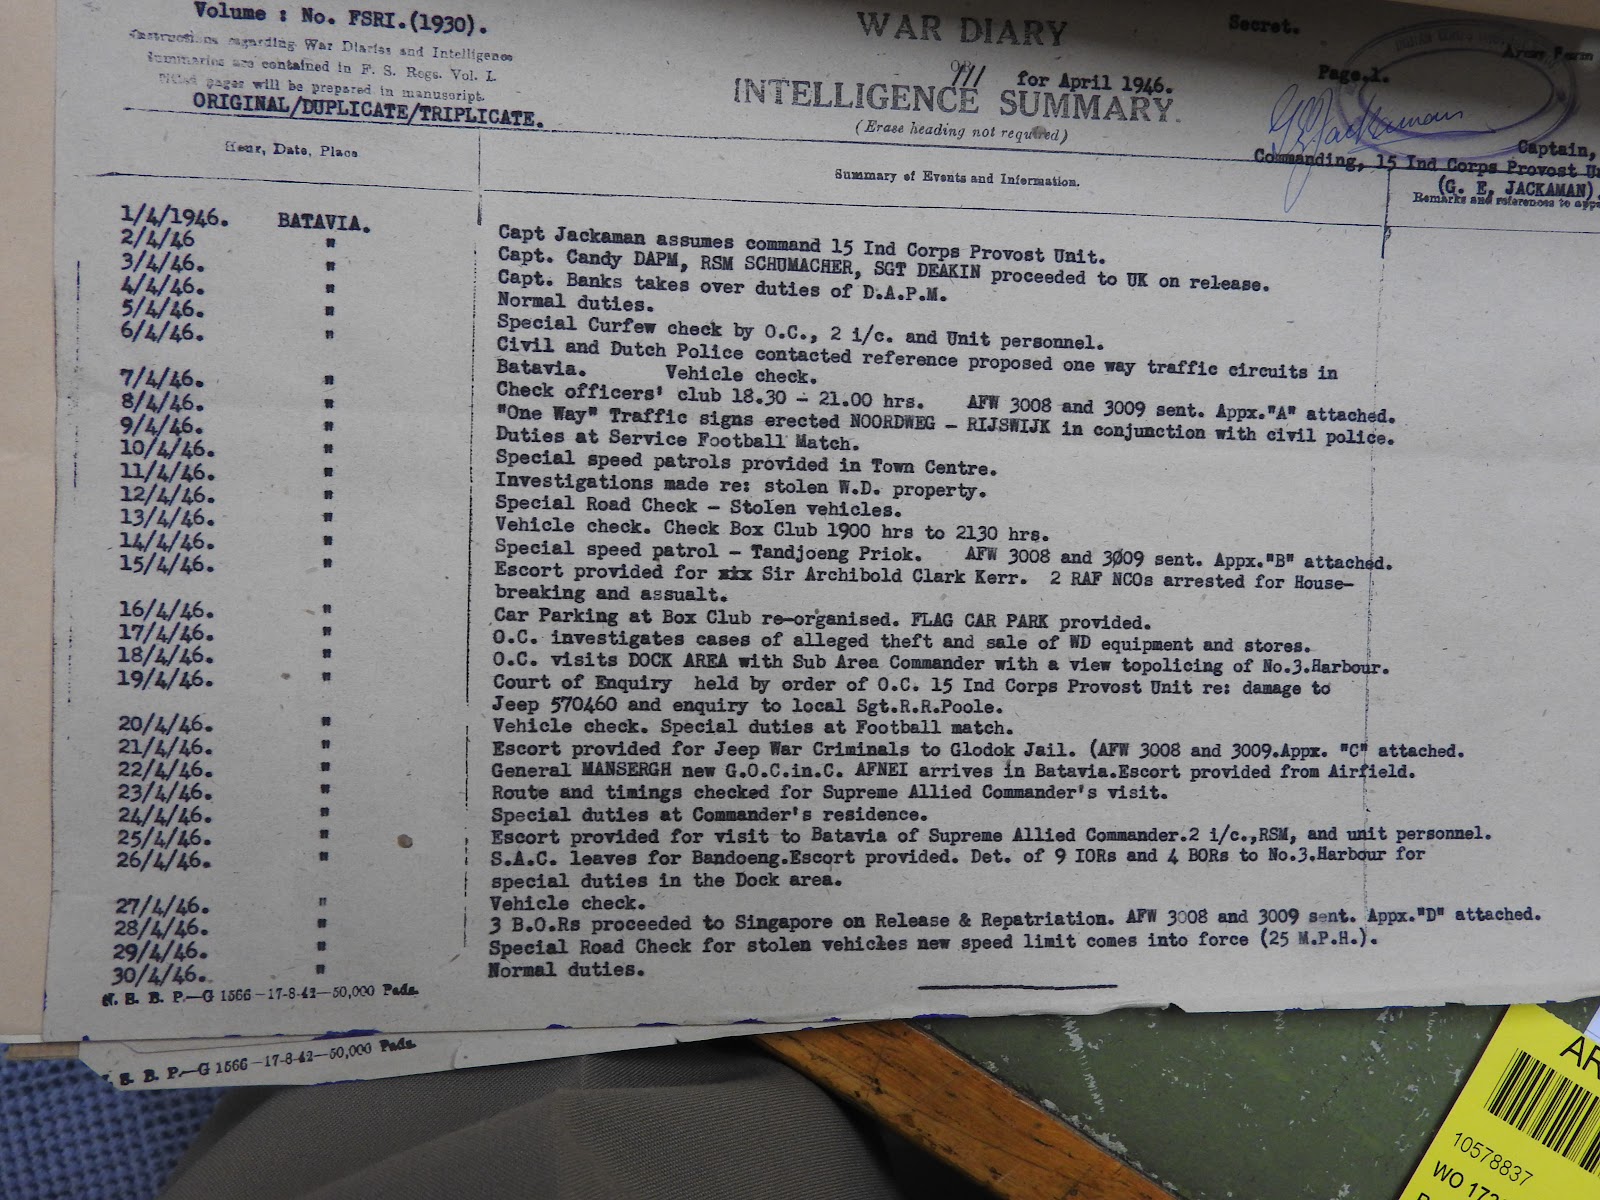 Volume : No. FSRI.(1930).
Instructions regarding War Diaries and Intelligence
Summaries are contained in F. S. Regs. Vol. I.
pages will be prepared in manuscript.
ORIGINAL/DUPLICATE/TRIPLICATE.
WAR DIARY
OR
INTELLIGENCE SUMMARY.
for April 1946.
(Erase heading not required)
Secret.
Army Form
Page.1.
Captain,
Commanding, 15 Ind Corps Provost
(G. E, JACKAMAN).
Hour, Date, Place
Summary of Events and Information.
Remarks and references to
1/4/1946. BATAVIA. Capt Jackaman assumes command 15 Ind Corps Provost Unit.
2/4/46 " Capt. Candy DAPM, RSM SCHUMACHER, SGT DEAKIN proceeded to UK on release.
3/4/46. " Capt. Banks takes over duties of D.A.P.M.
4/4/46. " Normal duties.
5/4/46. " Special Curfew check by O.C., 2 i/c. and Unit personnel.
6/4/46. " Civil and Dutch Police contacted reference proposed one way traffic circuits in
Batavia. Vehicle check.
7/4/46. " Check officers' club 18.30 - 21.00 hrs. AFW 3008 and 3009 sent. Appx."A" attached.
8/4/46. " "One Way" Traffic signs erected NOORDWEG - RIJSWIJK in conjunction with civil police.
9/4/46. " Duties at Service Football Match.
10/4/46. " Special speed patrols provided in Town Centre.
11/4/46. " Investigations made re: stolen W.D. property.
12/4/46. " Special Road Check - Stolen vehicles.
13/4/46. " Vehicle check. Check Box Club 1900 hrs to 2130 hrs.
14/4/46. " Special speed patrol - Tandjoeng Priok. AFW 3008 and 3009 sent. Appx."B" attached.
15/4/46. " Escort provided for xix Sir Archibold Clark Kerr. 2 RAF NCOs arrested for House-
breaking and assualt.
16/4/46. " Car Parking at Box Club re-organised. FLAG CAR PARK provided.
17/4/46. " O.C. investigates cases of alleged theft and sale of WD equipment and stores.
18/4/46. " O.C. visits DOCK AREA with Sub Area Commander with a view topolicing of No.3.Harbour.
19/4/46. " Court of Enquiry held by order of O.C. 15 Ind Corps Provost Unit re: damage to
Jeep 570460 and enquiry to local Sgt.R.R.Poole.
20/4/46. " Vehicle check. Special duties at Football match.
21/4/46. " Escort provided for Jeep War Criminals to Glodok Jail. (AFW 3008 and 3009.Appx. "C" attached.
22/4/46. " General MANSERGH new G.O.C.in.C. AFNEI arrives in Batavia.Escort provided from Airfield.
23/4/46. " Route and timings checked for Supreme Allied Commander's visit.
24/4/46. " Special duties at Commander's residence.
25/4/46. " Escort provided for visit to Batavia of Supreme Allied Commander.2 i/c.,RSM, and unit personnel.
26/4/46. " S.A.C. leaves for Bandoeng.Escort provided. Det. of 9 IORs and 4 BORs to No.3.Harbour for
special duties in the Dock area.
27/4/46. " Vehicle check.
28/4/46. " 3 B.O.Rs proceeded to Singapore on Release & Repatriation. AFW 3008 and 3009 sent. Appx."D" attached.
29/4/46. " Special Road Check for stolen vehicles new speed limit comes into force (25 M.P.H.).
30/4/46. " Normal duties.
N. S. B. P.—G 1566—17-8-42—50,000 Pads.
S. B. P.—G 1566—17-8-42—50,000 Pads.
10578837
WO